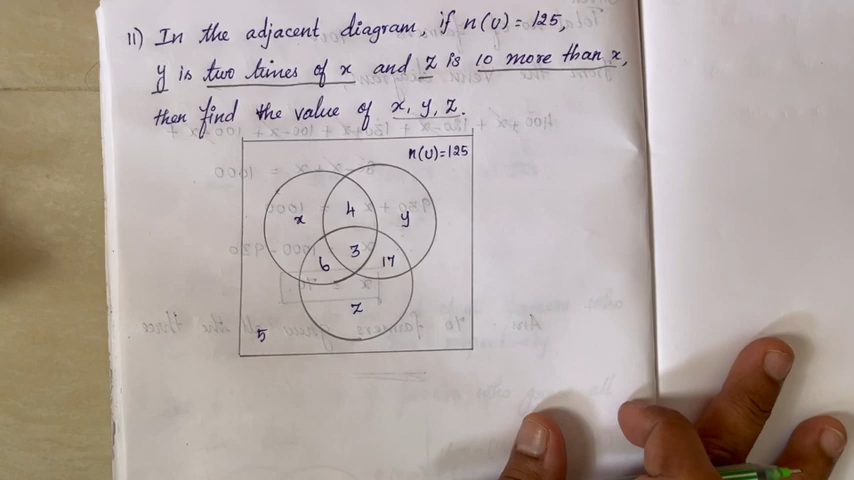 11) In the adjacent diagram, if n(U) = 125,
y is two times of x and z is 10 more than x,
then find the value of x, y, z.
n(U) = 125
x 4 y
3
6 17
z
5